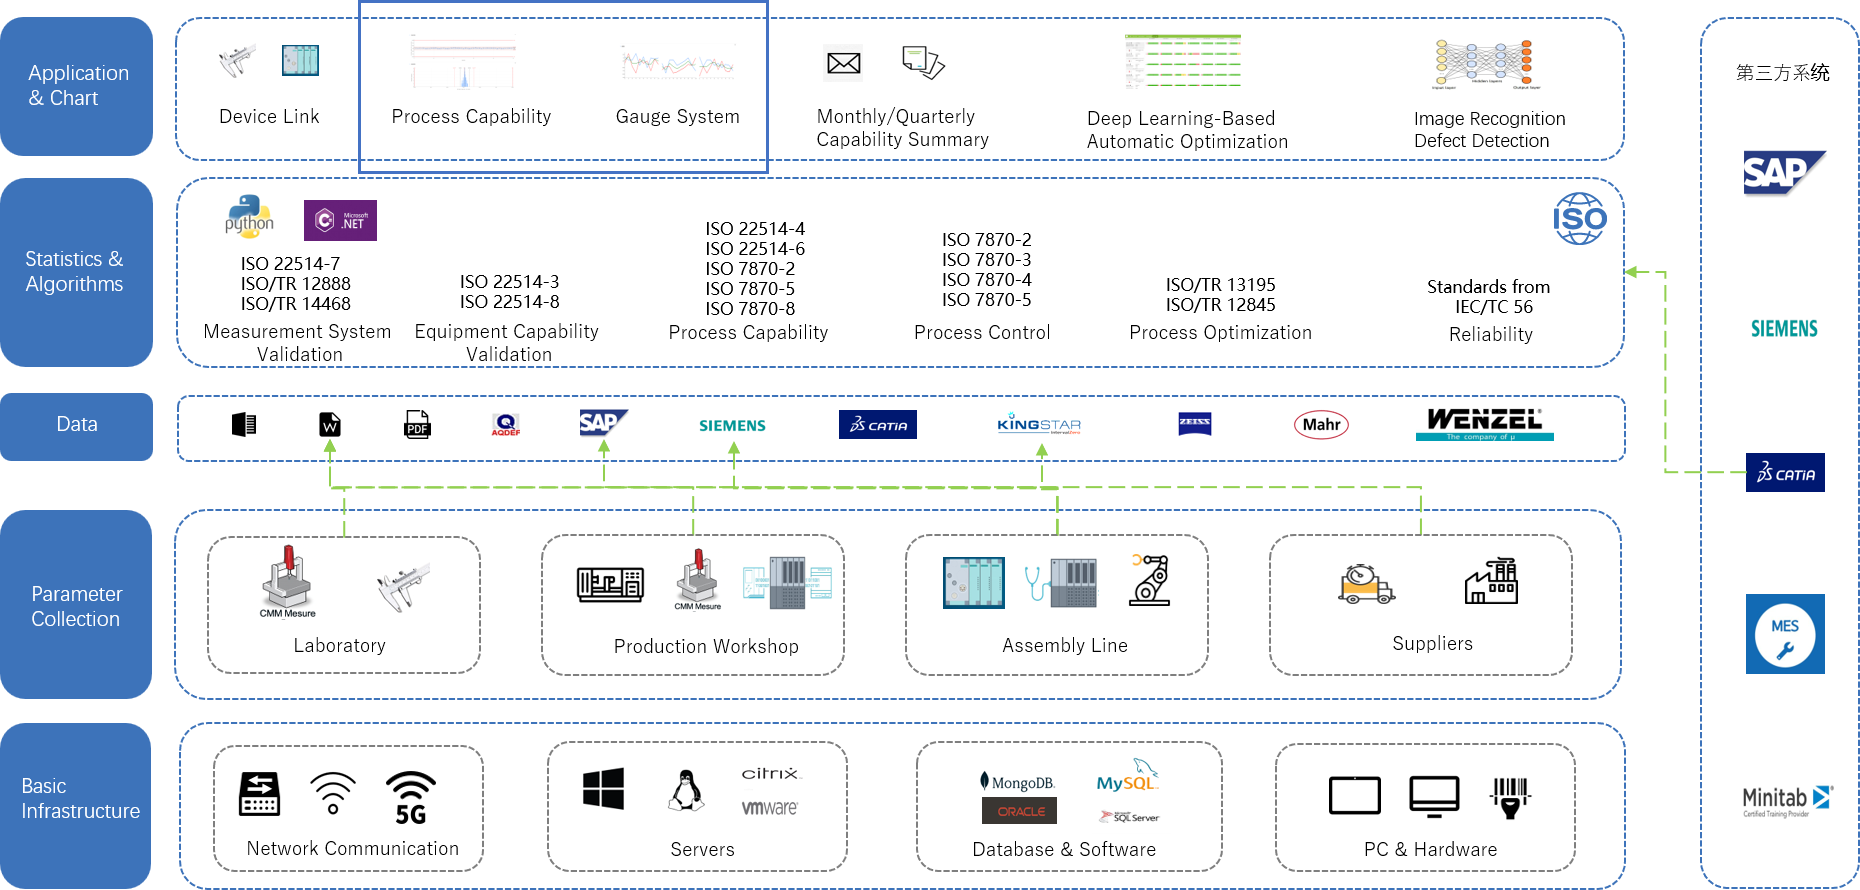 Application
& Chart
Device Link
Process Capability
Gauge System
Monthly/Quarterly
Capability Summary
Deep Learning-Based
Automatic Optimization
Input layer
Hidden Layers
Output layer
Image Recognition
Defect Detection
Statistics &
Algorithms
python
C#
Microsoft
.NET
ISO
ISO 22514-7
ISO/TR 12888
ISO/TR 14468
Measurement System
Validation
ISO 22514-3
ISO 22514-8
Equipment Capability
Validation
ISO 22514-4
ISO 22514-6
ISO 7870-2
ISO 7870-5
ISO 7870-8
Process Capability
ISO 7870-2
ISO 7870-3
ISO 7870-4
ISO 7870-5
Process Control
ISO/TR 13195
ISO/TR 12845
Process Optimization
Standards from
IEC/TC 56
Reliability
Data
W
PDF
Q
AQDEF
SAP
SIEMENS
CATIA
KINGSTAR
ZEISS
Mahr
WENZEL
The company of µ
Parameter
Collection
CMM Mesure
Laboratory
CMM Mesure
Production Workshop
Assembly Line
Suppliers
Basic
Infrastructure
5G
Network Communication
citrix
vmware
Servers
MongoDB
MySQL
ORACLE
SQL Server
Database & Software
PC & Hardware
第三方系统
SAP
SIEMENS
CATIA
MES
Minitab
Certified Training Provider